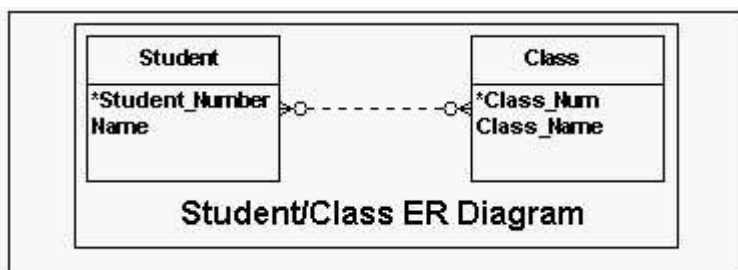 Student
*Student_Number
Name
Class
*Class_Num
Class_Name
Student/Class ER Diagram